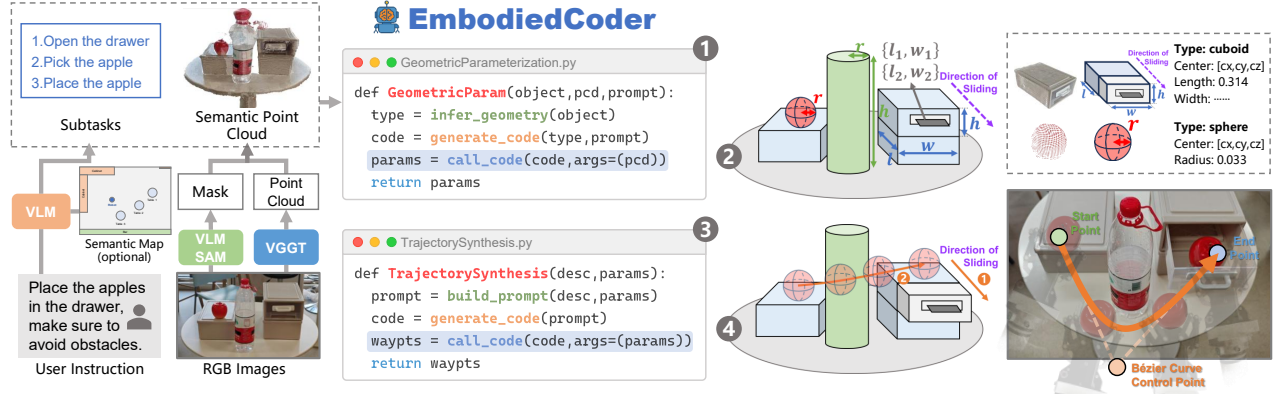 EmbodiedCoder
1.Open the drawer
2.Pick the apple
3.Place the apple
Subtasks
Semantic Point
Cloud
VLM
Semantic Map
(optional)
Mask
Point
Cloud
VLM
SAM
VGGT
Place the apples
in the drawer,
make sure to
avoid obstacles.
User Instruction
RGB Images
1
GeometricParameterization.py
def GeometricParam(object,pcd,prompt):
type = infer_geometry(object)
code = generate_code(type,prompt)
params = call_code(code,args=(pcd))
return params
2
r
{l₁, w₁}
{l₂, w₂}
Direction of
Sliding
r
h
h
l
w
3
TrajectorySynthesis.py
def TrajectorySynthesis(desc,params):
prompt = build_prompt(desc,params)
code = generate_code(prompt)
waypts = call_code(code,args=(params))
return waypts
4
Direction of
Sliding
1
2
Direction of
Sliding
l
w
h
Type: cuboid
Center: [cx,cy,cz]
Length: 0.314
Width: ······
r
Type: sphere
Center: [cx,cy,cz]
Radius: 0.033
Start
Point
End
Point
Bézier Curve
Control Point